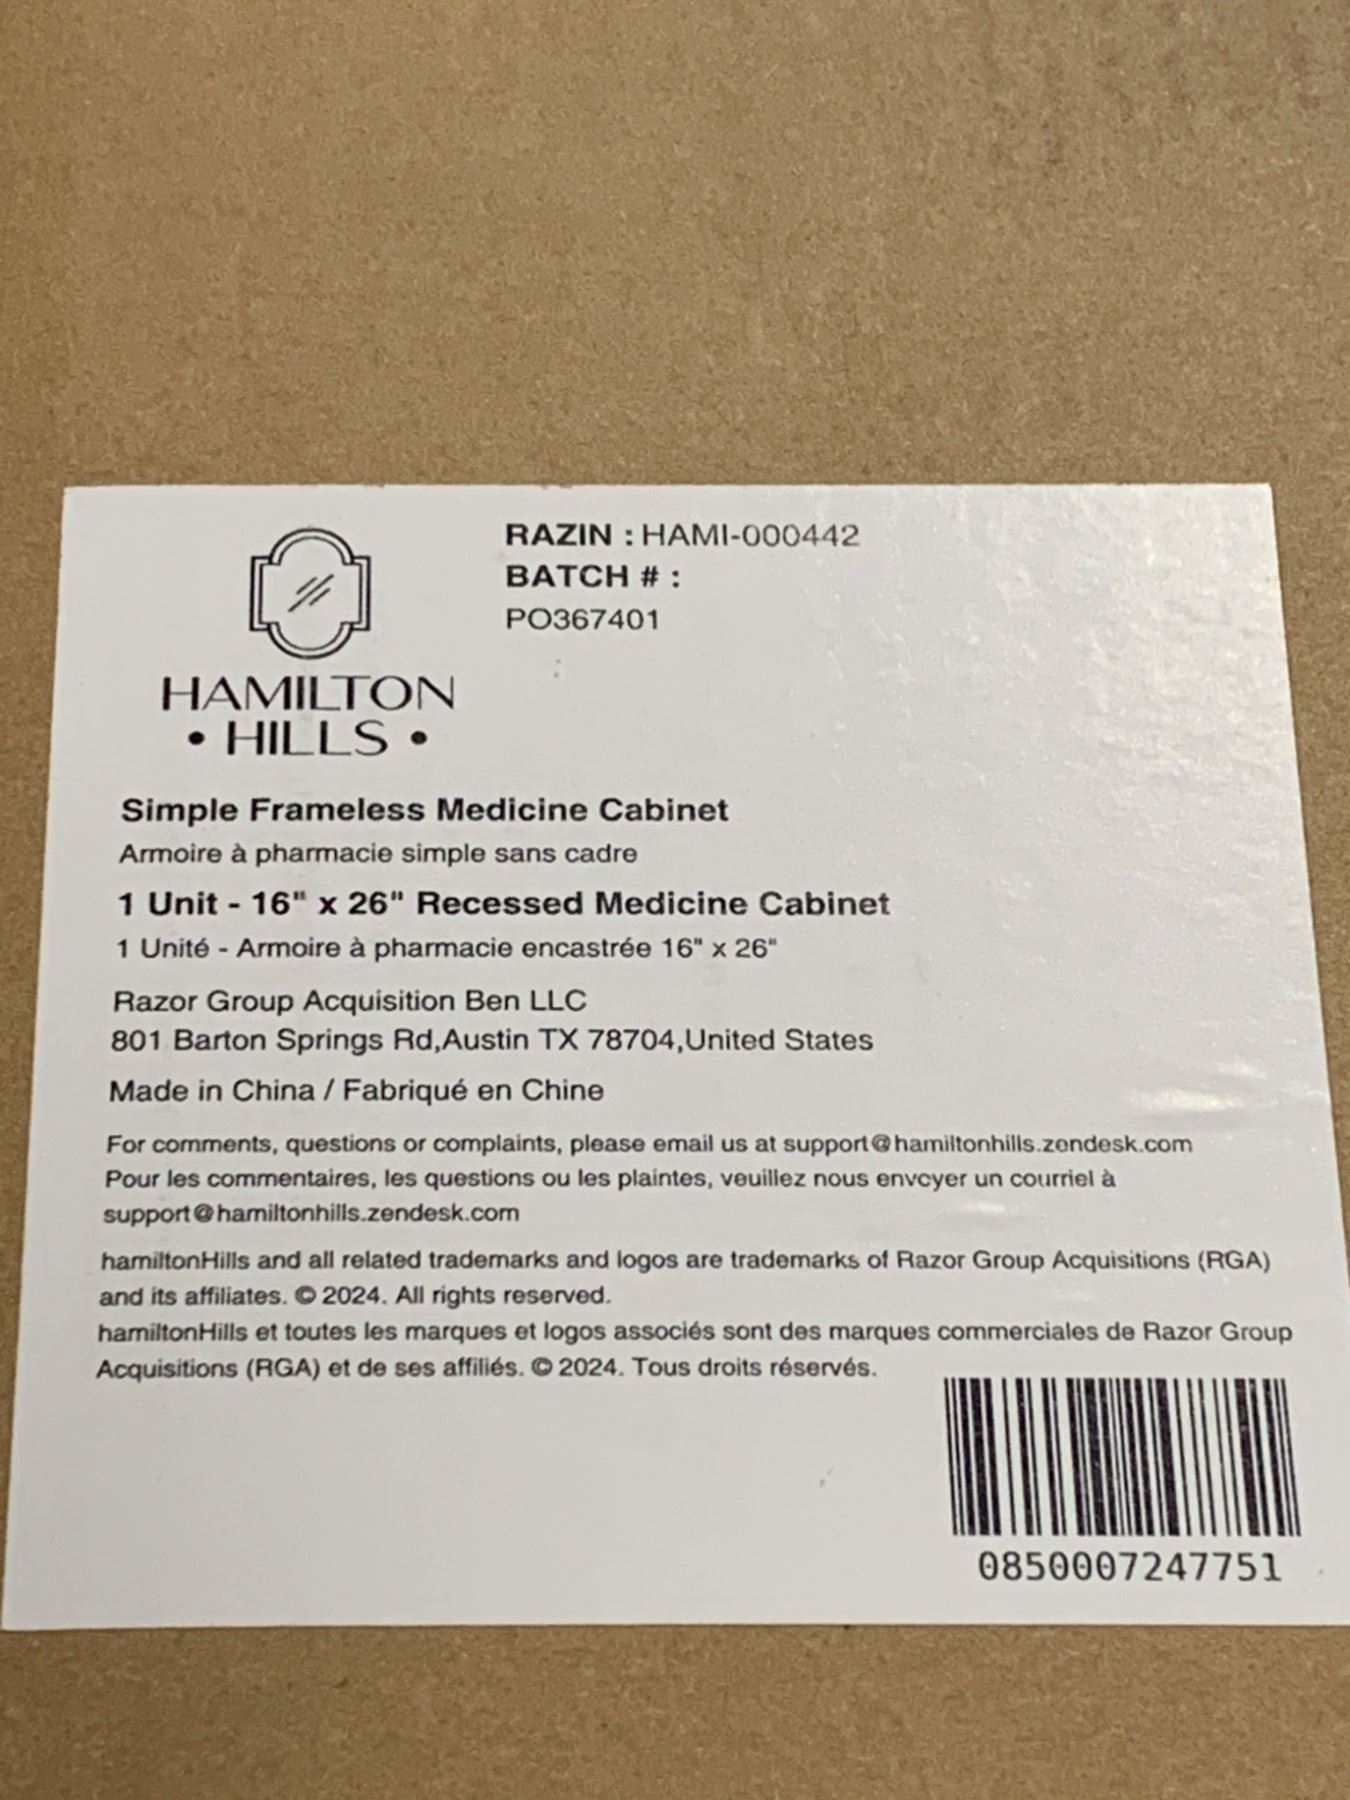 RAZIN : HAMI-000442
BATCH # :
PO367401
HAMILTON
• HILLS •
Simple Frameless Medicine Cabinet
Armoire à pharmacie simple sans cadre
1 Unit - 16" x 26" Recessed Medicine Cabinet
1 Unité - Armoire à pharmacie encastrée 16" x 26"
Razor Group Acquisition Ben LLC
801 Barton Springs Rd,Austin TX 78704,United States
Made in China / Fabriqué en Chine
For comments, questions or complaints, please email us at support@hamiltonhills.zendesk.com
Pour les commentaires, les questions ou les plaintes, veuillez nous envoyer un courriel à
support@hamiltonhills.zendesk.com
hamiltonHills and all related trademarks and logos are trademarks of Razor Group Acquisitions (RGA)
and its affiliates. © 2024. All rights reserved.
hamiltonHills et toutes les marques et logos associés sont des marques commerciales de Razor Group
Acquisitions (RGA) et de ses affiliés. © 2024. Tous droits réservés.
0850007247751